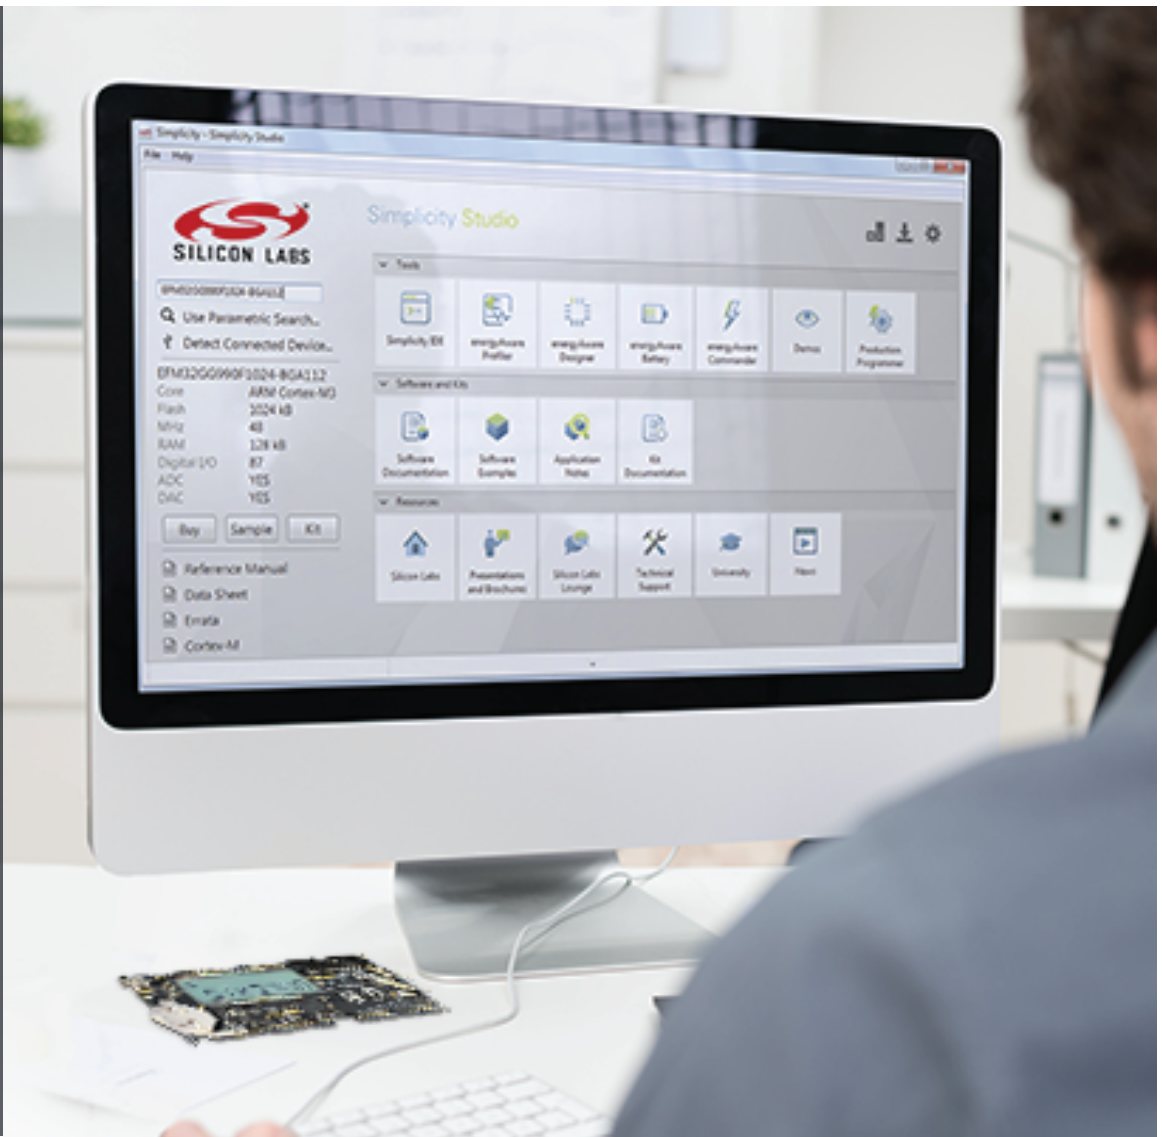 Simplicity - Simplicity Studio
File Help
SILICON LABS
Simplicity Studio
EFM32GG990F1024-BGA112
Use Parametric Search...
Detect Connected Device...
EFM32GG990F1024-BGA112
Core ARM Cortex-M3
Flash 1024 kB
MHz 48
RAM 128 kB
Digital I/O 87
ADC YES
DAC YES
Buy Sample Kit
Reference Manual
Data Sheet
Errata
Cortex-M
Tools
Simplicity IDE
energyAware Profiler
energyAware Designer
energyAware Battery
energyAware Commander
Demos
Production Programmer
Software and Kits
Software Documentation
Software Examples
Application Notes
Kit Documentation
Resources
Silicon Labs
Presentations and Brochures
Silicon Labs Lounge
Technical Support
University
News